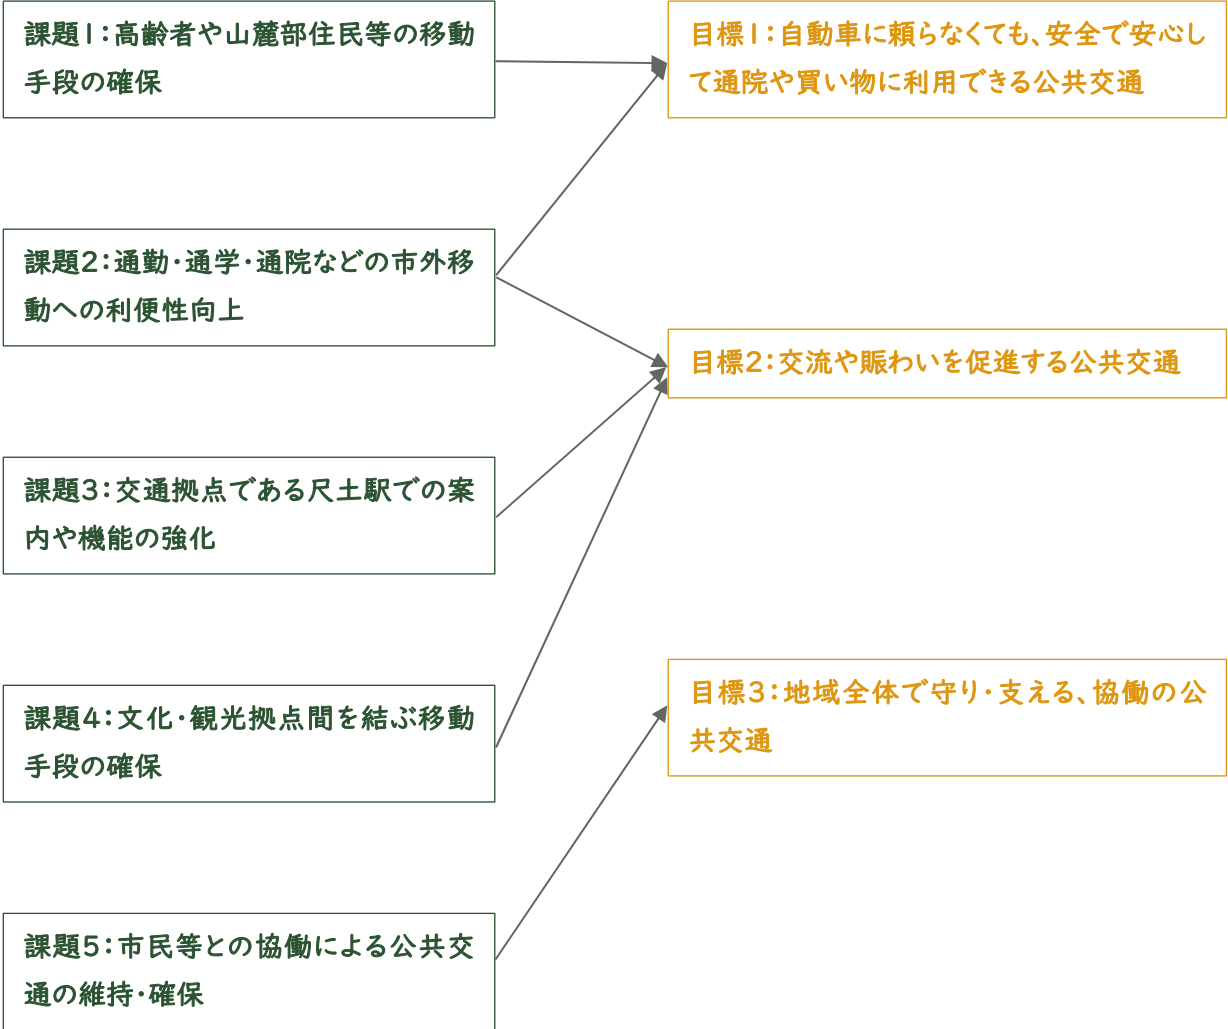 課題1:高齢者や山麓部住民等の移動
手段の確保
課題2:通勤・通学・通院などの市外移
動への利便性向上
課題3:交通拠点である尺土駅での案
内や機能の強化
課題4:文化・観光拠点間を結ぶ移動
手段の確保
課題5:市民等との協働による公共交
通の維持・確保
目標1:自動車に頼らなくても、安全で安心し
て通院や買い物に利用できる公共交通
目標2:交流や賑わいを促進する公共交通
目標3:地域全体で守り・支える、協働の公
共交通